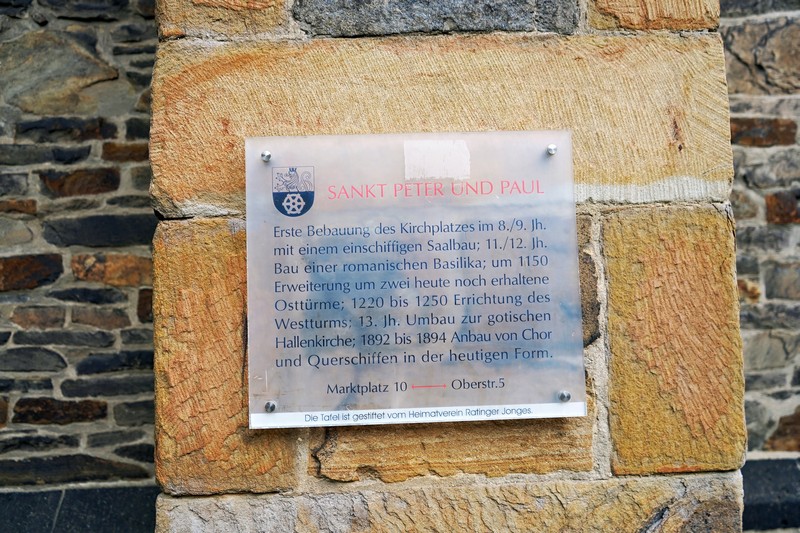 SANKT PETER UND PAUL
Erste Bebauung des Kirchplatzes im 8./9. Jh.
mit einem einschiffigen Saalbau; 11./12. Jh.
Bau einer romanischen Basilika; um 1150
Erweiterung um zwei heute noch erhaltene
Osttürme; 1220 bis 1250 Errichtung des
Westturms; 13. Jh. Umbau zur gotischen
Hallenkirche; 1892 bis 1894 Anbau von Chor
und Querschiffen in der heutigen Form.
Marktplatz 10 Oberstr.5
Die Tafel ist gestiftet vom Heimatverein Ratinger Jonges.